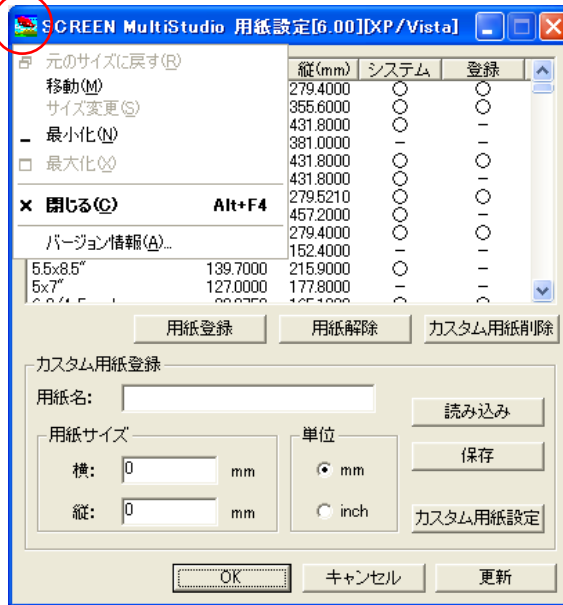 SCREEN MultiStudio 用紙設定[6.00][XP/Vista]
元のサイズに戻す(R)
移動(M)
サイズ変更(S)
最小化(N)
最大化(X)
閉じる(C) Alt+F4
バージョン情報(A)...
縦(mm) システム 登録
279.4000 ○ ○
355.6000 ○ ○
431.8000 ○ －
381.0000 － －
431.8000 ○ ○
431.8000 ○ －
279.5210 ○ ○
457.2000 ○ －
279.4000 ○ ○
152.4000 － －
5.5x8.5" 139.7000 215.9000 ○ －
5x7" 127.0000 177.8000 － －
用紙登録 用紙解除 カスタム用紙削除
カスタム用紙登録
用紙名:
読み込み
用紙サイズ 単位
保存
横: 0 mm mm
縦: 0 mm inch
カスタム用紙設定
OK キャンセル 更新